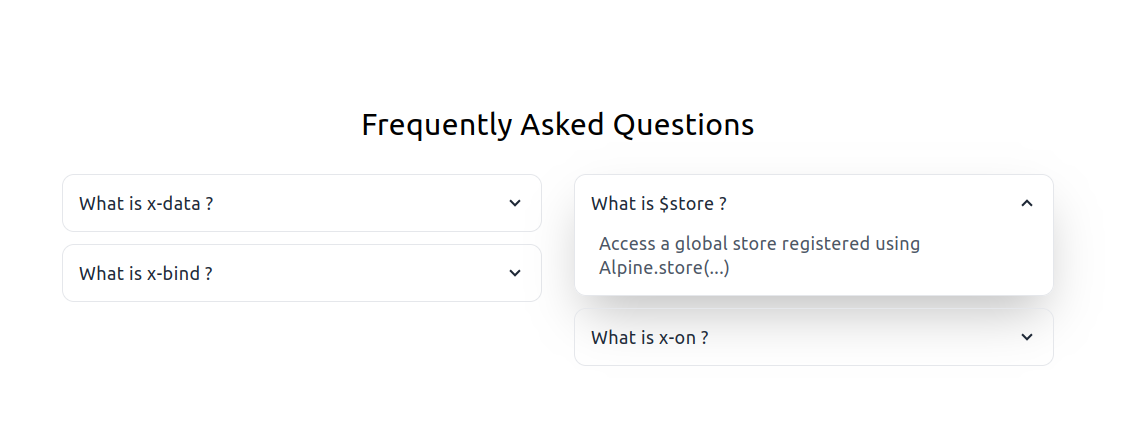 Frequently Asked Questions
What is x-data ?
What is x-bind ?
What is $store ?
Access a global store registered using
Alpine.store(...)
What is x-on ?